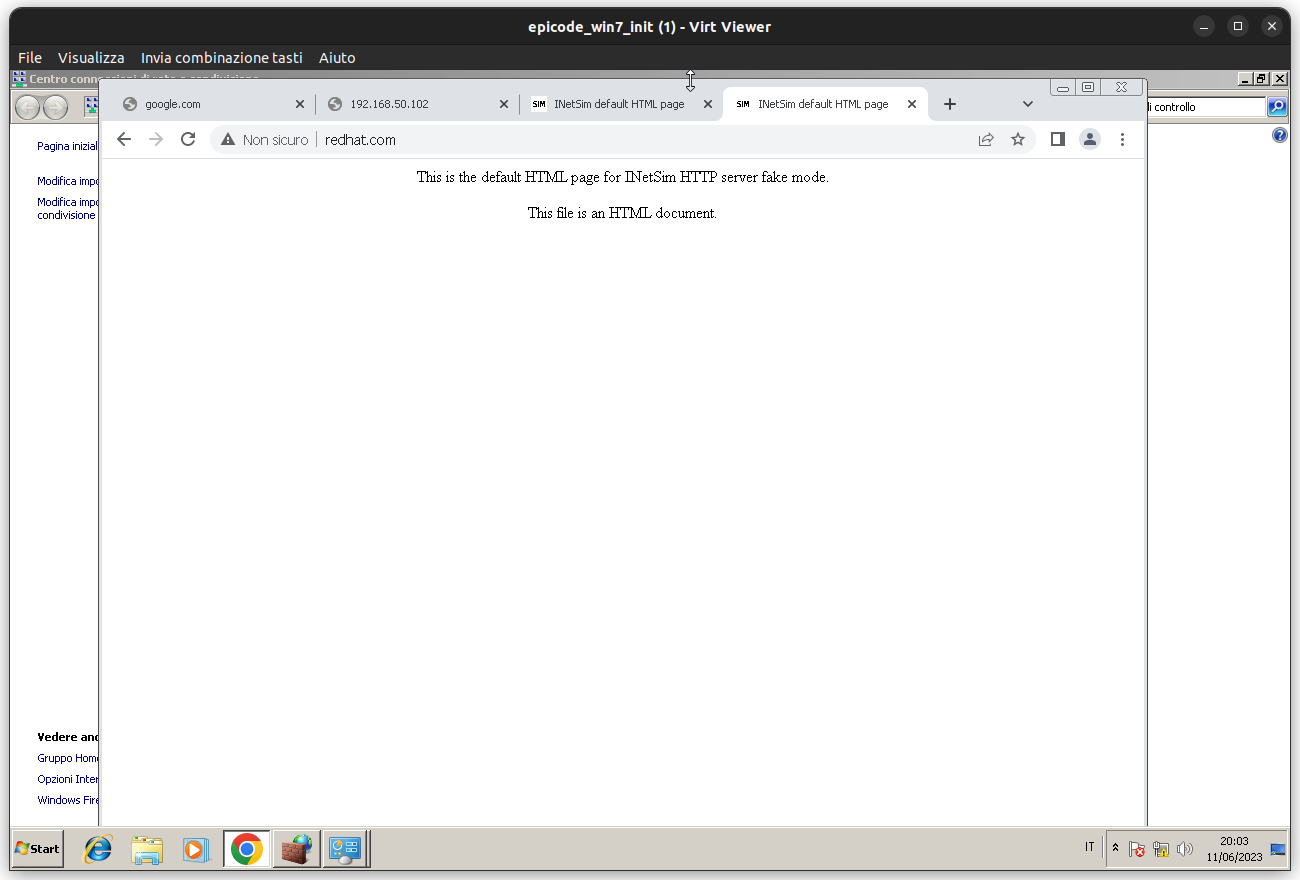 epicode_win7_init (1) - Virt Viewer
File Visualizza Invia combinazione tasti Aiuto
Centro connessioni di rete e condivisione
google.com
192.168.50.102
SIM INetSim default HTML page
SIM INetSim default HTML page
Non sicuro redhat.com
li controllo
Pagina inizial
Modifica impo
Modifica impo
condivisione
This is the default HTML page for INetSim HTTP server fake mode.
This file is an HTML document.
Vedere anc
Gruppo Home
Opzioni Inter
Windows Fire
Start
IT
20:03
11/06/2023